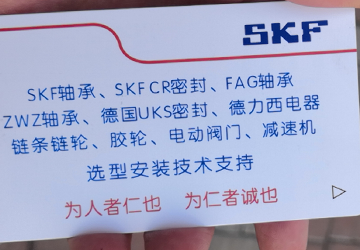 SKF
SKF轴承、SKF CR密封、FAG轴承
ZWZ轴承、德国UKS密封、德力西电器
链条链轮、胶轮、电动阀门、减速机
选型安装技术支持
为人者仁也 为仁者诚也